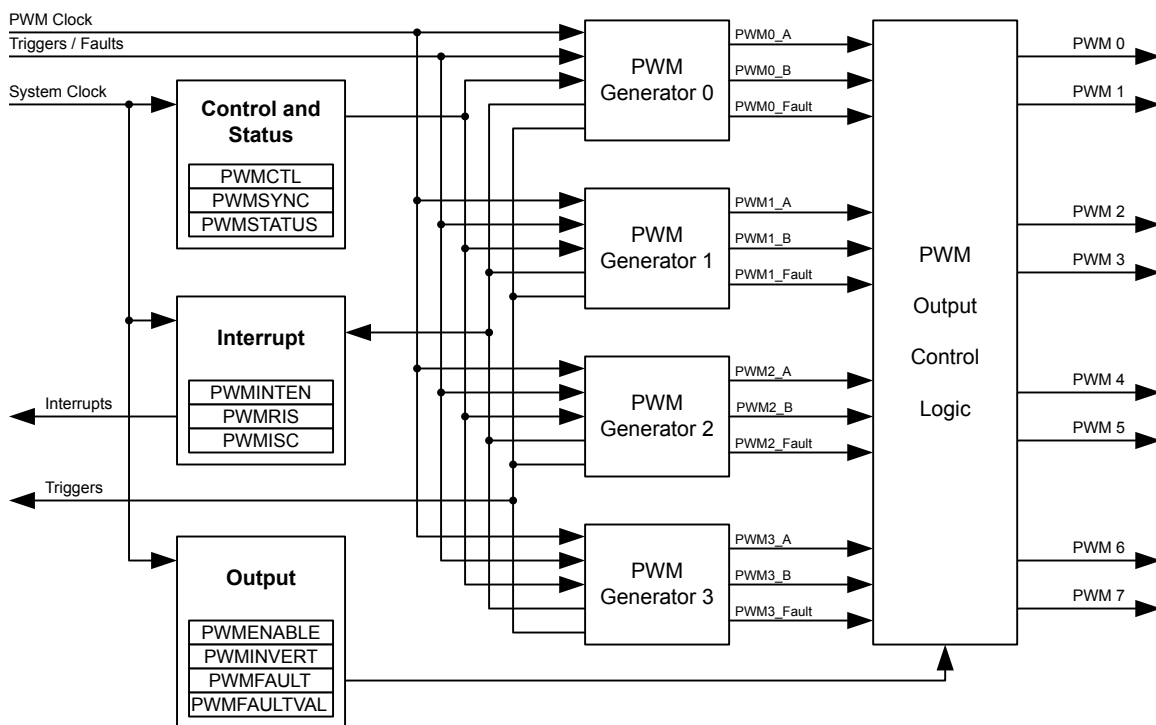 PWM Clock
Triggers / Faults
System Clock
Control and
Status
PWMCTL
PWMSYNC
PWMSTATUS
Interrupt
PWMINTEN
PWMRIS
PWMISC
Interrupts
Triggers
Output
PWMENABLE
PWMINVERT
PWMFAULT
PWMFAULTVAL
PWM
Generator 0
PWM0_A
PWM0_B
PWM0_Fault
PWM
Generator 1
PWM1_A
PWM1_B
PWM1_Fault
PWM
Generator 2
PWM2_A
PWM2_B
PWM2_Fault
PWM
Generator 3
PWM3_A
PWM3_B
PWM3_Fault
PWM
Output
Control
Logic
PWM 0
PWM 1
PWM 2
PWM 3
PWM 4
PWM 5
PWM 6
PWM 7